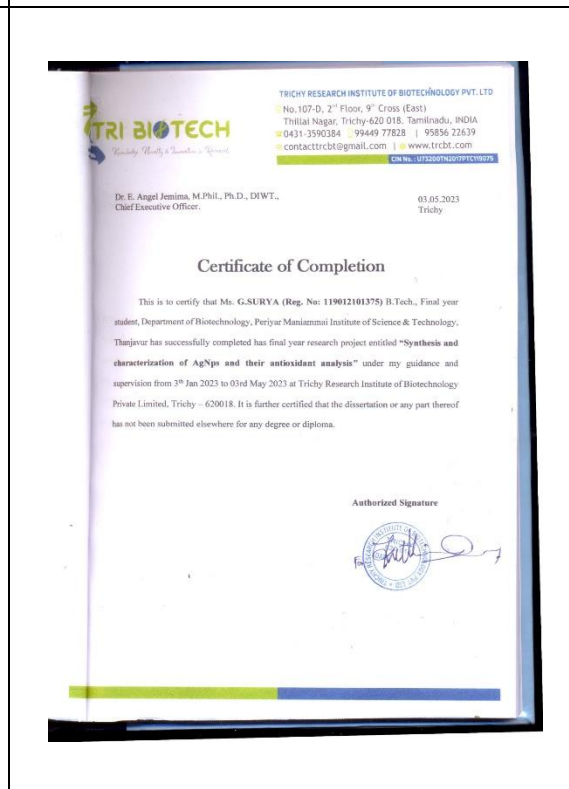 TRI BIOTECH
TRICHY RESEARCH INSTITUTE OF BIOTECHNOLOGY PVT. LTD
No.107-D, 2nd Floor, 9th Cross (East)
Thillai Nagar, Trichy-620 018. Tamilnadu, INDIA
0431-3590384 99449 77828 | 95856 22639
contacttrcbt@gmail.com | www.trcbt.com
CIN No. : U73200TN2017PTC119075
Dr. E. Angel Jemima, M.Phil., Ph.D., DIWT.,
Chief Executive Officer.
03.05.2023
Trichy
Certificate of Completion
This is to certify that Ms. G.SURYA (Reg. No: 119012101375) B.Tech., Final year
student, Department of Biotechnology, Periyar Maniammai Institute of Science & Technology,
Thanjavur has successfully completed has final year research project entitled "Synthesis and
characterization of AgNps and their antioxidant analysis" under my guidance and
supervision from 3th Jan 2023 to 03rd May 2023 at Trichy Research Institute of Biotechnology
Private Limited, Trichy – 620018. It is further certified that the dissertation or any part thereof
has not been submitted elsewhere for any degree or diploma.
Authorized Signature